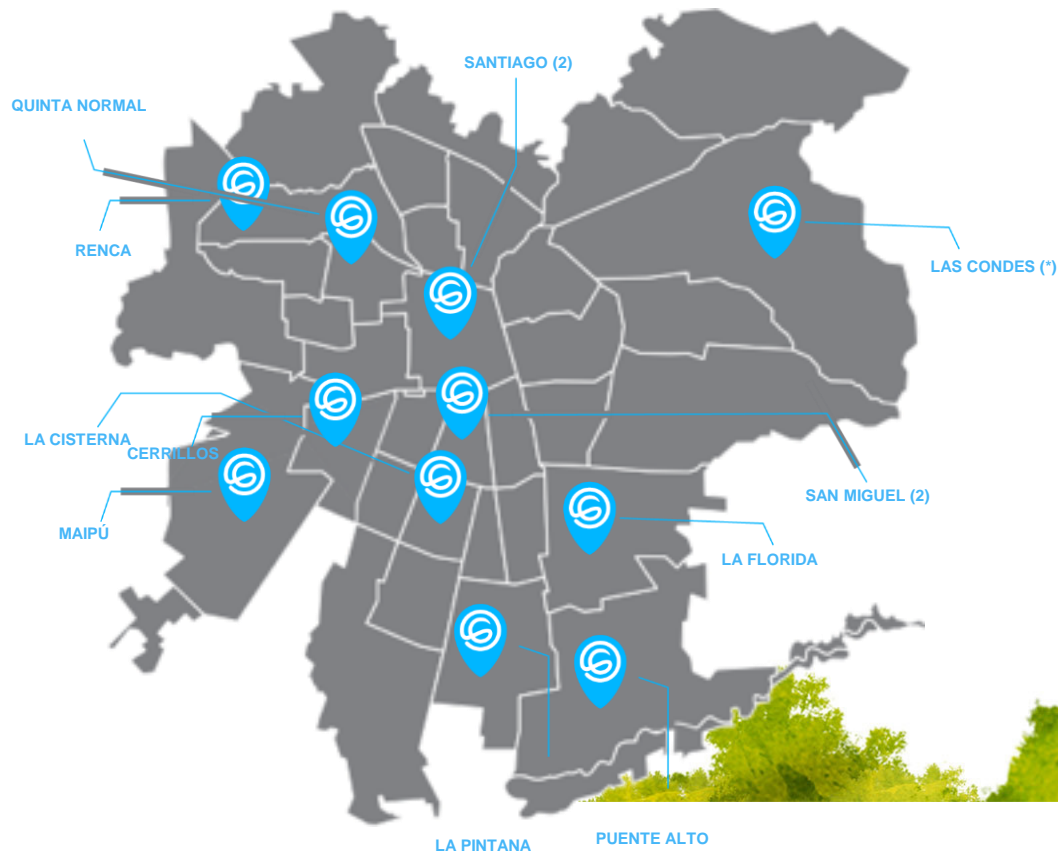 SANTIAGO (2)
QUINTA NORMAL
RENCA
LAS CONDES (*)
LA CISTERNA
CERRILLOS
SAN MIGUEL (2)
MAIPÚ
LA FLORIDA
PUENTE ALTO
LA PINTANA